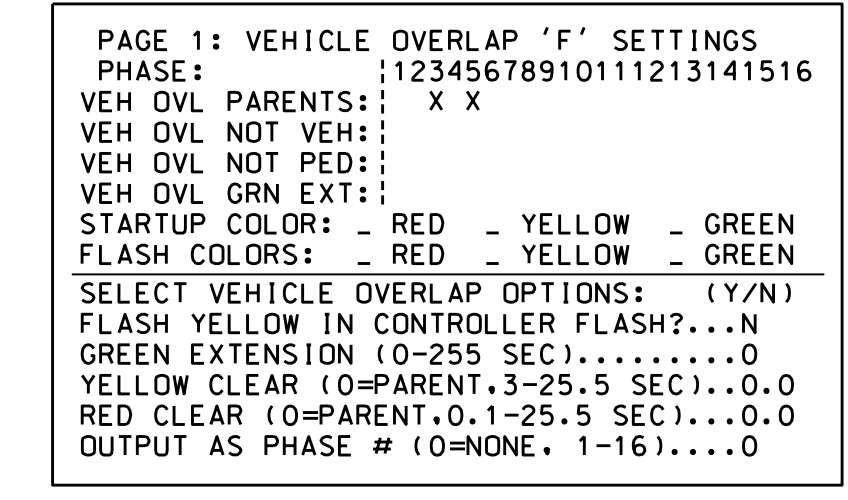 PAGE 1: VEHICLE OVERLAP 'F' SETTINGS
PHASE: ¦12345678910111213141516
VEH OVL PARENTS:¦ X X
VEH OVL NOT VEH:¦
VEH OVL NOT PED:¦
VEH OVL GRN EXT:¦
STARTUP COLOR: _ RED _ YELLOW _ GREEN
FLASH COLORS: _ RED _ YELLOW _ GREEN
SELECT VEHICLE OVERLAP OPTIONS: (Y/N)
FLASH YELLOW IN CONTROLLER FLASH?...N
GREEN EXTENSION (0-255 SEC).........0
YELLOW CLEAR (0=PARENT,3-25.5 SEC)..0.0
RED CLEAR (0=PARENT,0.1-25.5 SEC)...0.0
OUTPUT AS PHASE # (0=NONE, 1-16)....0